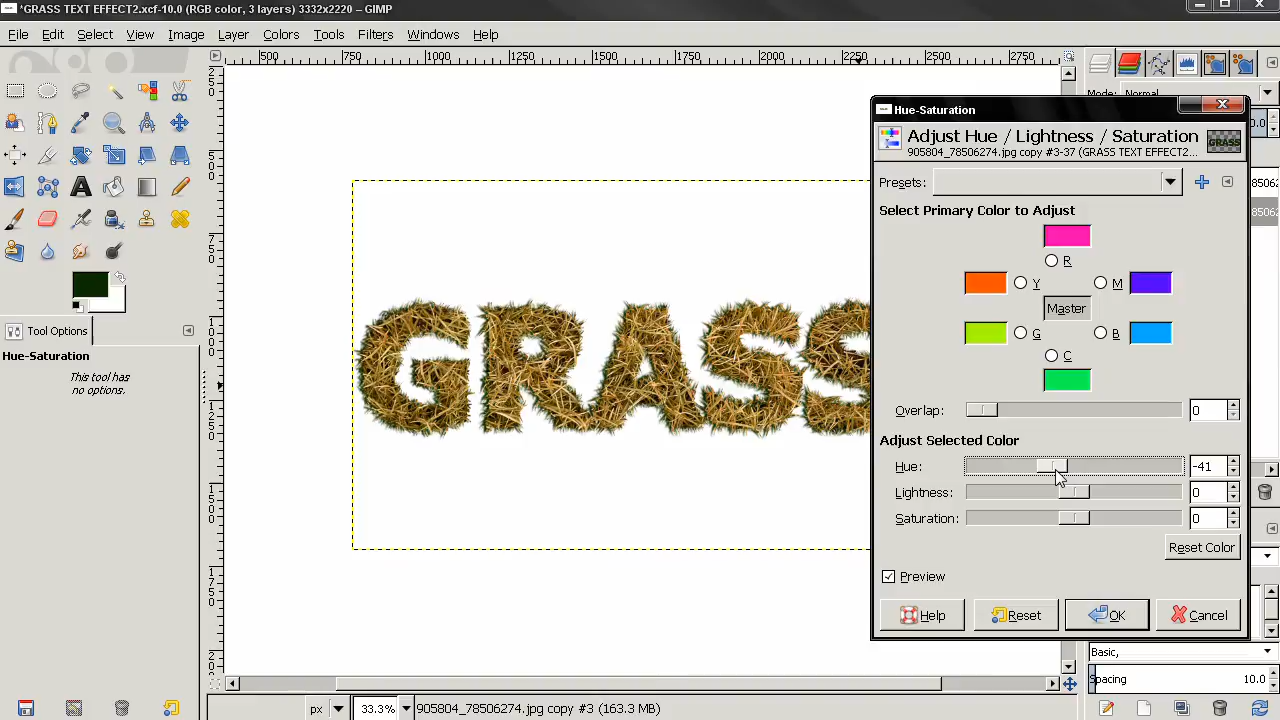 *GRASS TEXT EFFECT2.xcf-10.0 (RGB color, 3 layers) 3332x2220 – GIMP
File Edit Select View Image Layer Colors Tools Filters Windows Help
500 750 1000 1250 1500 1750 2000 2250 2500 2750
Mode: Normal
Hue-Saturation
Adjust Hue / Lightness / Saturation
905804_78506274.jpg copy #3-37 (GRASS TEXT EFFECT2...
GRASS
Presets:
Select Primary Color to Adjust
R
Y
M
Master
G
B
C
Overlap: 0
Adjust Selected Color
Hue: -41
Lightness: 0
Saturation: 0
Reset Color
Preview
Help Reset OK Cancel
GRASS
Tool Options
Hue-Saturation
This tool has
no options.
Basic,
Spacing 10.0
px 33.3% 905804_78506274.jpg copy #3 (163.3 MB)